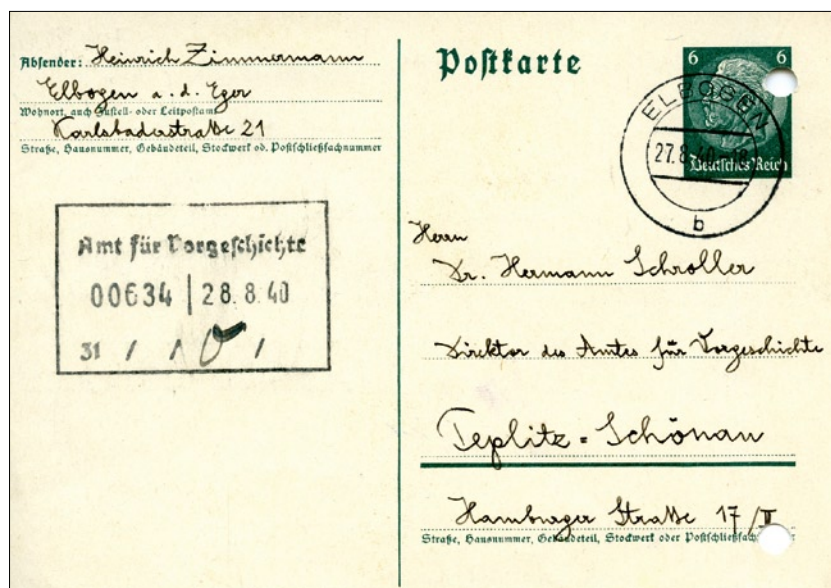 Absender: Heinrich Zimmermann
Elbogen a. d. Eger
Wohnort, auch Zustell- oder Leitpostamt
Karlsbaderstraße 21
Straße, Hausnummer, Gebäudeteil, Stockwerk od. Postschließfachnummer
Amt für Vorgeschichte
00634 | 28. 8. 40
31 / / /
Postkarte
6 6
Deutsches Reich
ELBOGEN
27.8.40
b
Herrn
Dr. Hermann Schroller
Direktor des Amtes für Vorgeschichte
Teplitz=Schönau
Hamburger Straße 17/II
Straße, Hausnummer, Gebäudeteil, Stockwerk oder Postschließfach